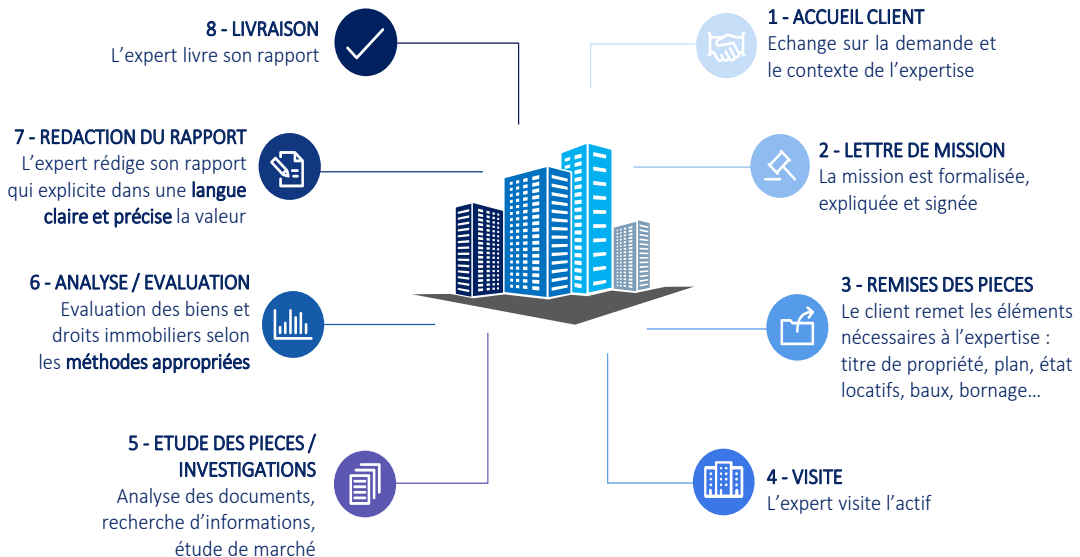 1 - ACCUEIL CLIENT
Echange sur la demande et
le contexte de l'expertise
2 - LETTRE DE MISSION
La mission est formalisée,
expliquée et signée
3 - REMISES DES PIECES
Le client remet les éléments
nécessaires à l'expertise :
titre de propriété, plan, état
locatifs, baux, bornage…
4 - VISITE
L'expert visite l'actif
5 - ETUDE DES PIECES /
INVESTIGATIONS
Analyse des documents,
recherche d'informations,
étude de marché
6 - ANALYSE / EVALUATION
Evaluation des biens et
droits immobiliers selon
les méthodes appropriées
7 - REDACTION DU RAPPORT
L'expert rédige son rapport
qui explicite dans une langue
claire et précise la valeur
8 - LIVRAISON
L'expert livre son rapport